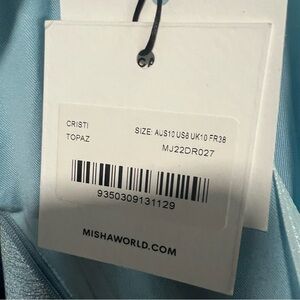 CRISTI SIZE: AUS10 US6 UK10 FR38
TOPAZ MJ22DR027
9350309131129
MISHAWORLD.COM